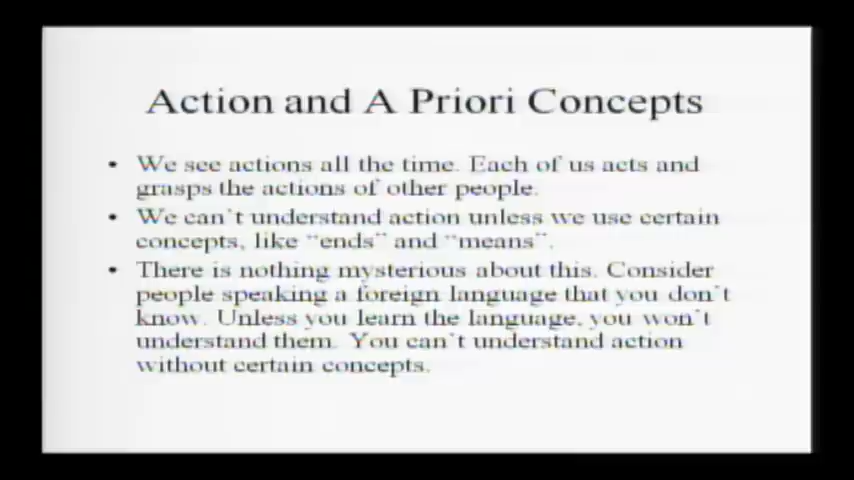 Action and A Priori Concepts
• We see actions all the time. Each of us acts and
grasps the actions of other people.
• We can't understand action unless we use certain
concepts, like “ends” and “means”.
• There is nothing mysterious about this. Consider
people speaking a foreign language that you don't
know. Unless you learn the language, you won't
understand them. You can't understand action
without certain concepts.